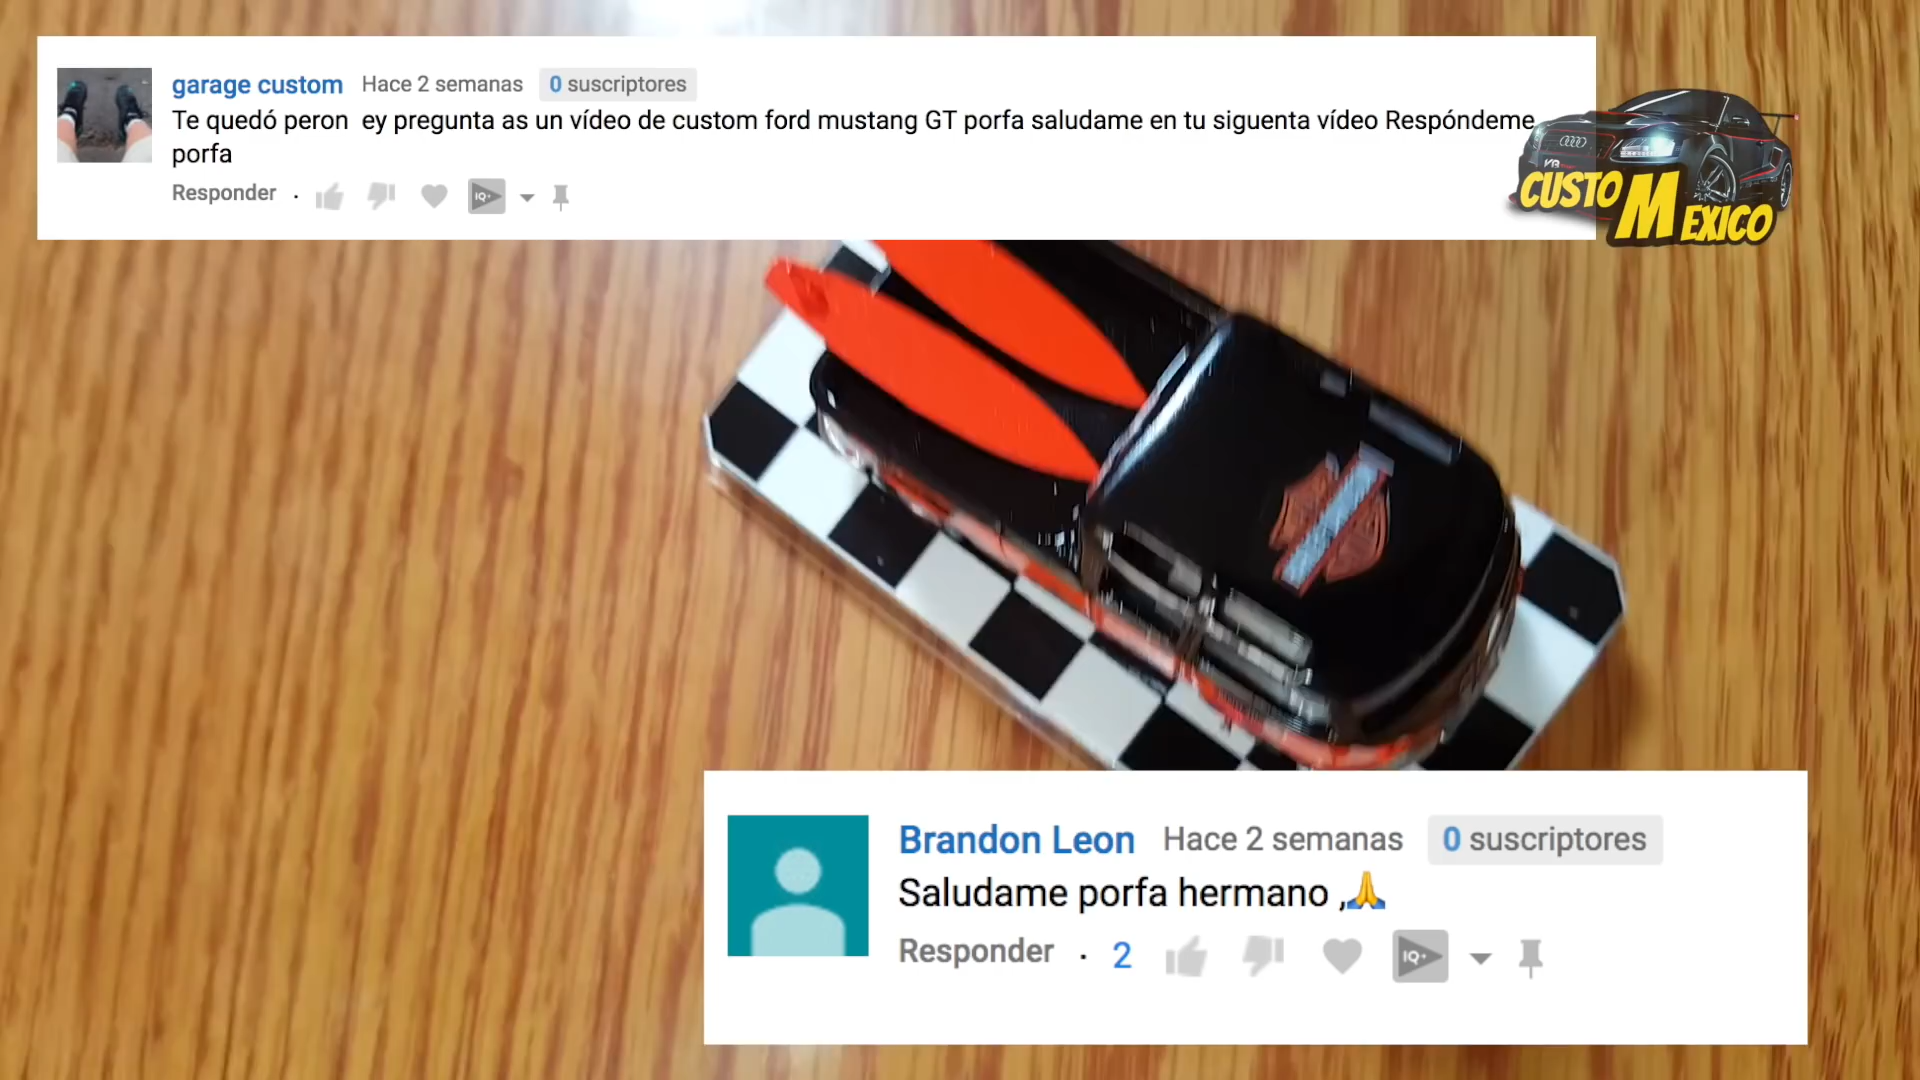 garage custom Hace 2 semanas 0 suscriptores
Te quedó peron ey pregunta as un vídeo de custom ford mustang GT porfa saludame en tu siguenta vídeo Respóndeme
porfa
Responder · IQ+
CUSTOM
MEXICO
Brandon Leon Hace 2 semanas 0 suscriptores
Saludame porfa hermano ,🙏
Responder · 2 IQ+